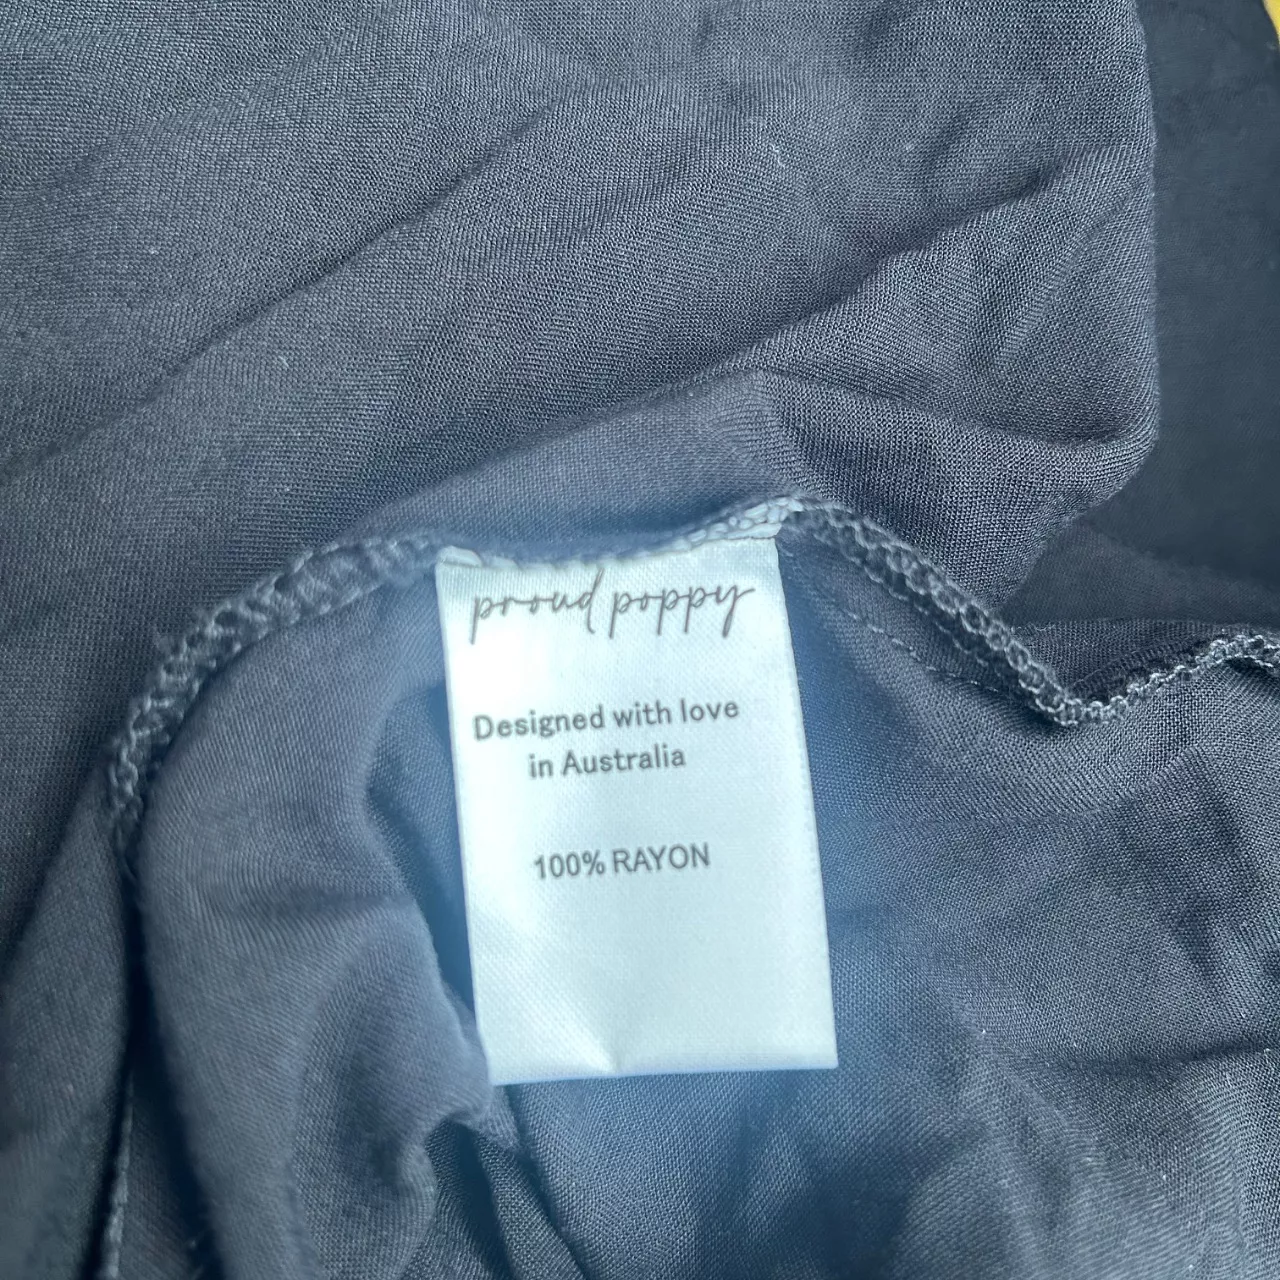 proud poppy
Designed with love
in Australia
100% RAYON